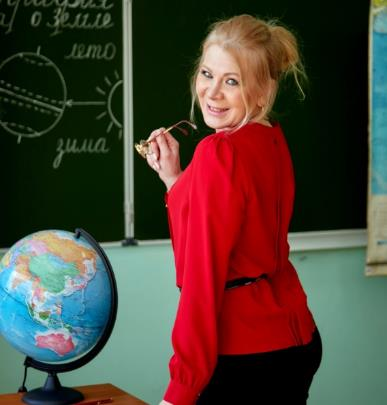 о Земле
лето
зима